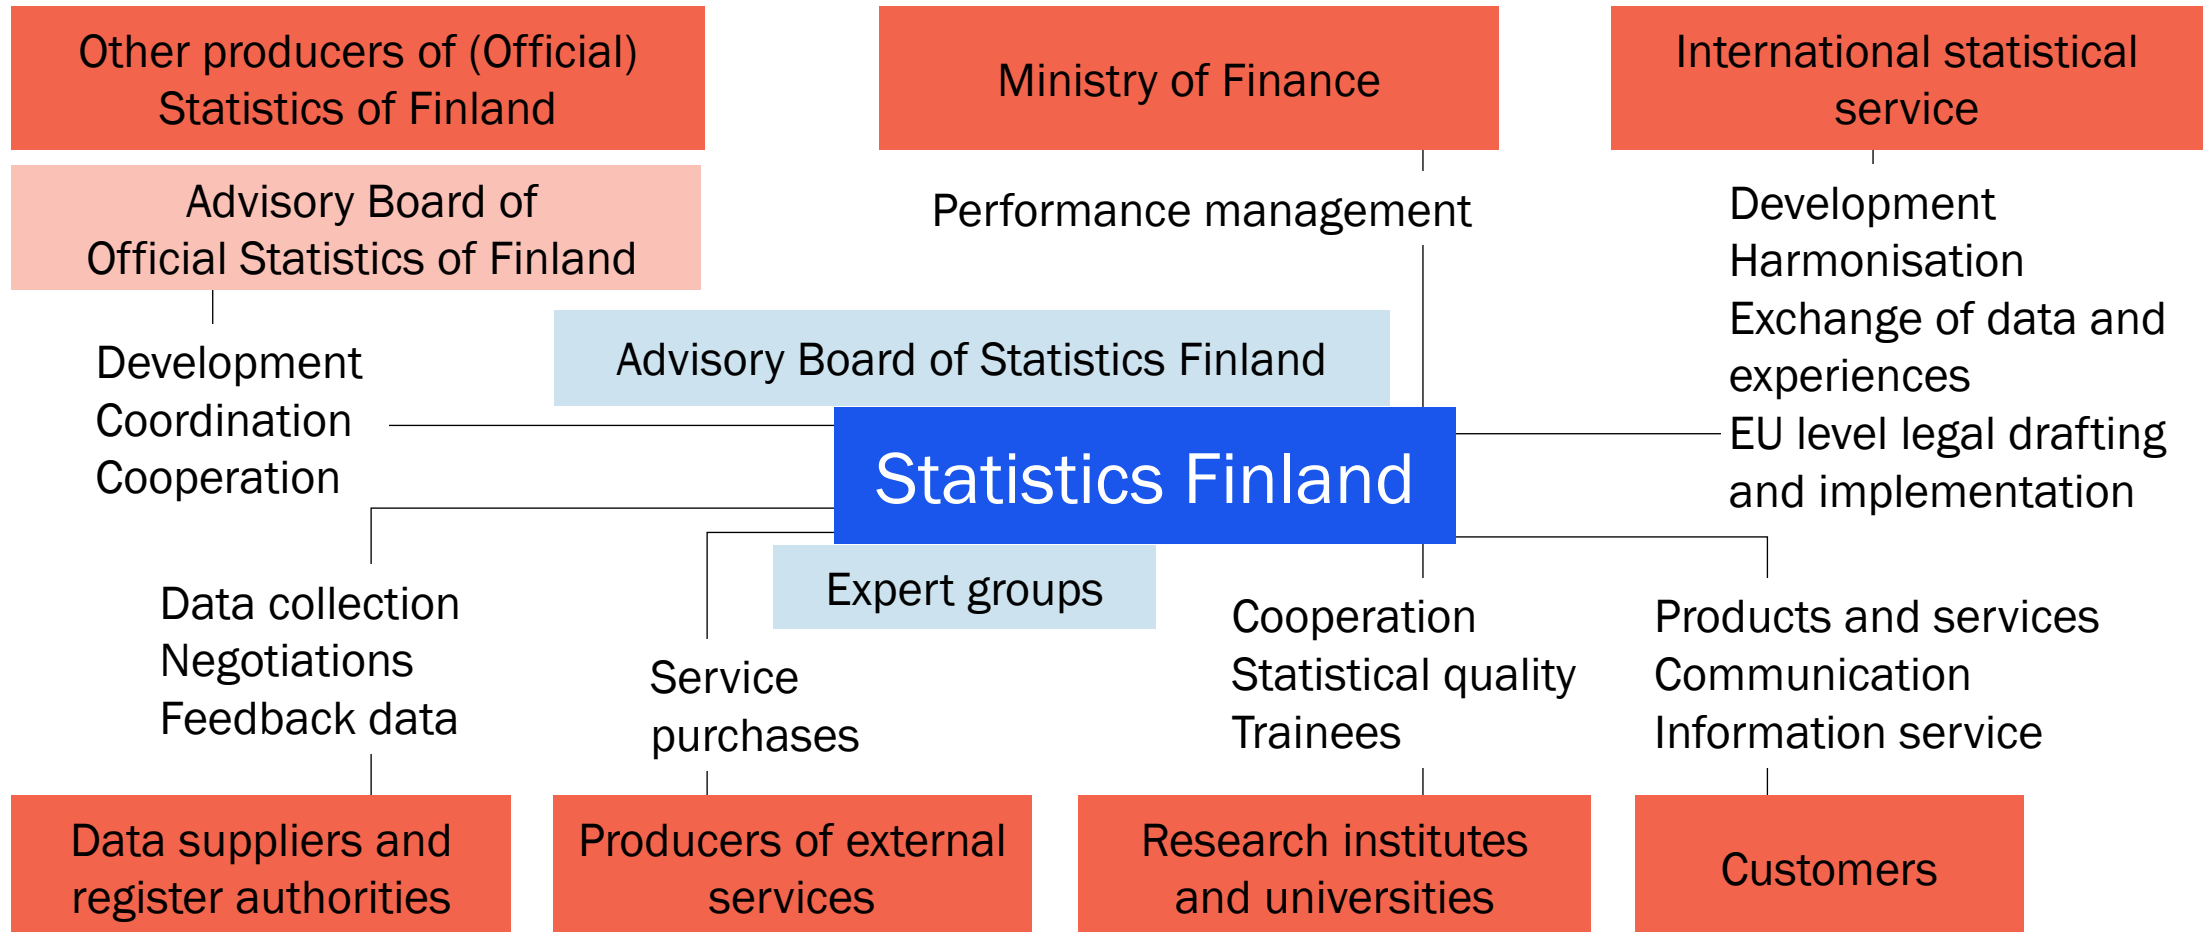 Other producers of (Official)
Statistics of Finland
Ministry of Finance
International statistical
service
Advisory Board of
Official Statistics of Finland
Performance management
Development
Harmonisation
Exchange of data and
experiences
EU level legal drafting
and implementation
Advisory Board of Statistics Finland
Development
Coordination
Cooperation
Statistics Finland
Expert groups
Data collection
Negotiations
Feedback data
Service
purchases
Cooperation
Statistical quality
Trainees
Products and services
Communication
Information service
Data suppliers and
register authorities
Producers of external
services
Research institutes
and universities
Customers